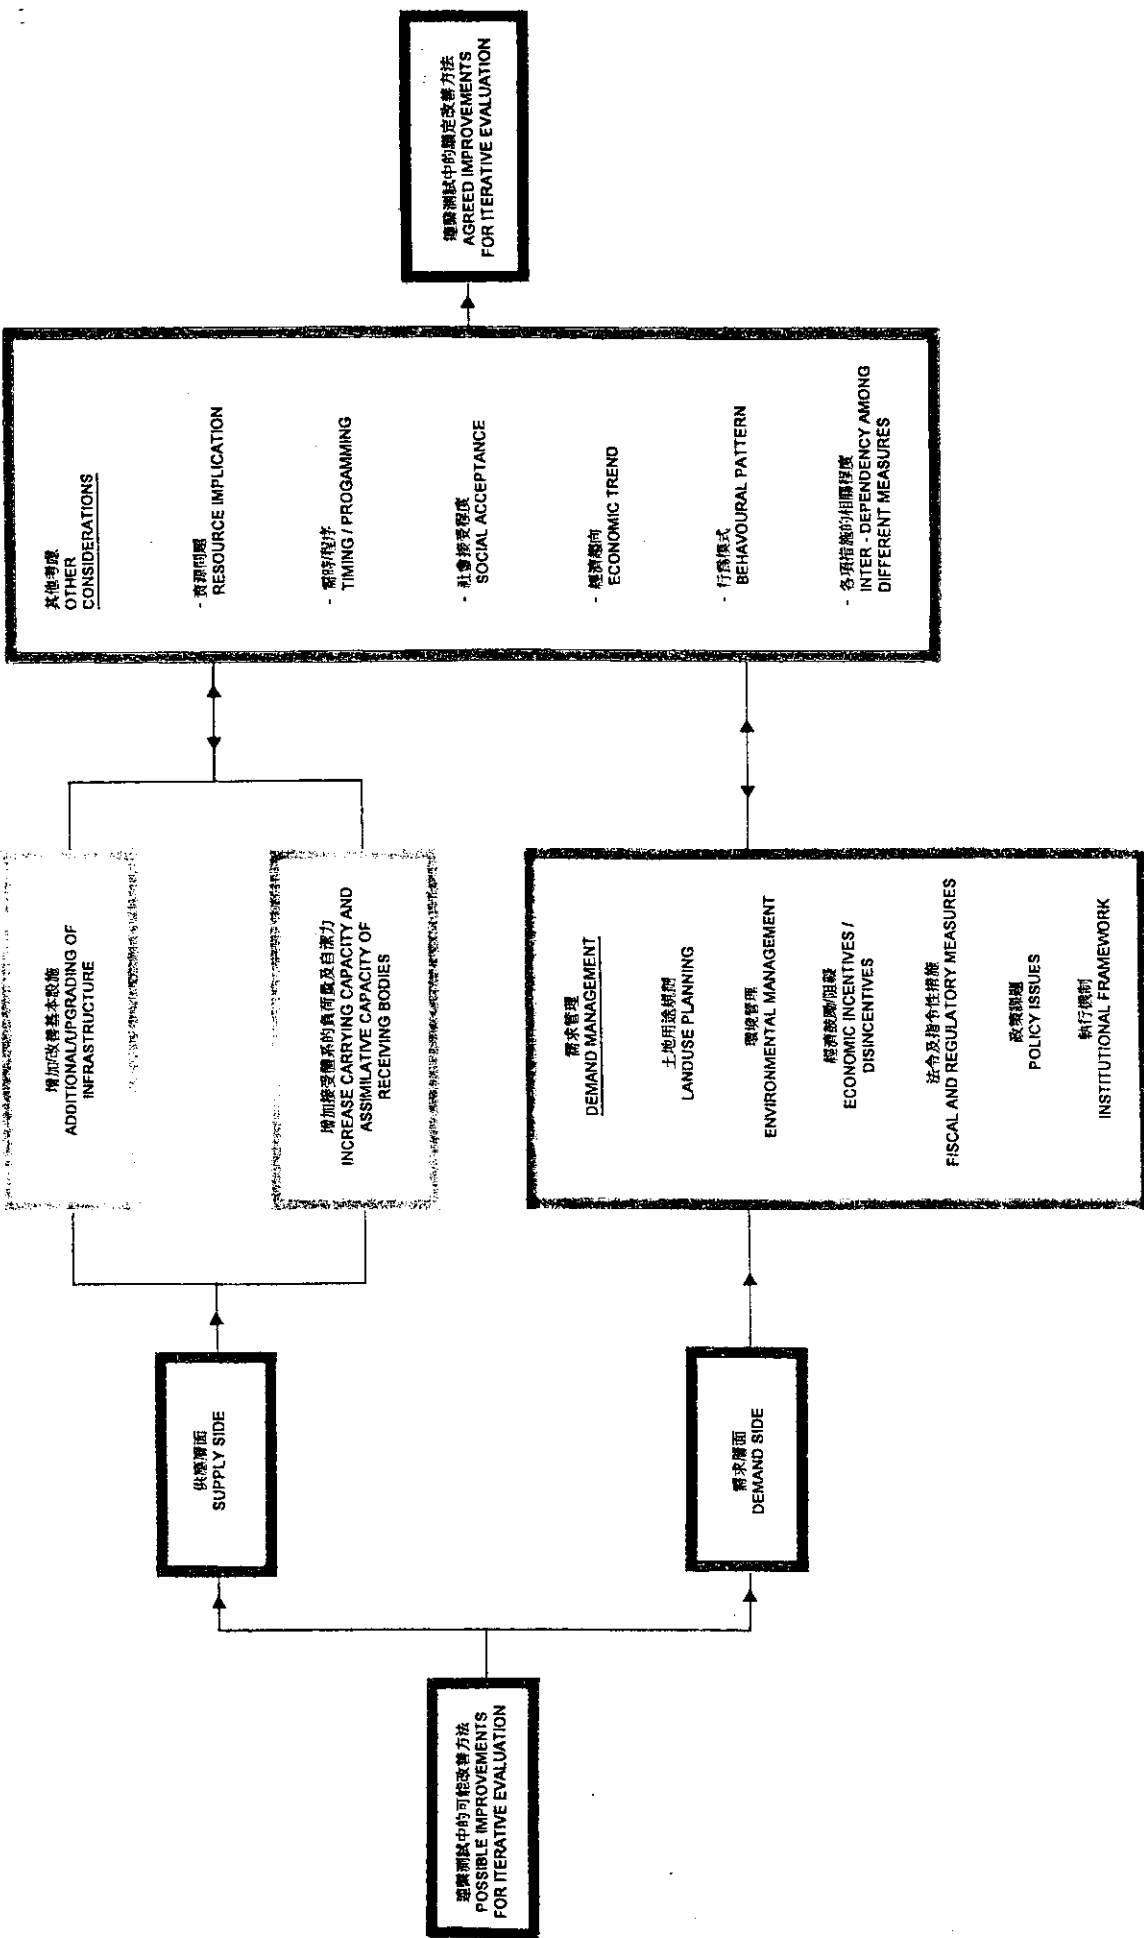 連繫測試中的可能改善方法
POSSIBLE IMPROVEMENTS
FOR ITERATIVE EVALUATION
供應層面
SUPPLY SIDE
需求層面
DEMAND SIDE
增加/改善基本設施
ADDITIONAL/UPGRADING OF
INFRASTRUCTURE
增加接受體系的負荷量及自潔力
INCREASE CARRYING CAPACITY AND
ASSIMILATIVE CAPACITY OF
RECEIVING BODIES
需求管理
DEMAND MANAGEMENT
土地用途規劃
LANDUSE PLANNING
環境管理
ENVIRONMENTAL MANAGEMENT
經濟鼓勵/阻嚇
ECONOMIC INCENTIVES /
DISINCENTIVES
法令及指令性措施
FISCAL AND REGULATORY MEASURES
政策課題
POLICY ISSUES
執行機制
INSTITUTIONAL FRAMEWORK
其他考慮
OTHER
CONSIDERATIONS
- 資源問題
RESOURCE IMPLICATION
- 需時/程序
TIMING / PROGAMMING
- 社會接受程度
SOCIAL ACCEPTANCE
- 經濟趨向
ECONOMIC TREND
- 行為模式
BEHAVOURAL PATTERN
- 各項措施的相關程度
INTER - DEPENDENCY AMONG
DIFFERENT MEASURES
連繫測試中的議定改善方法
AGREED IMPROVEMENTS
FOR ITERATIVE EVALUATION